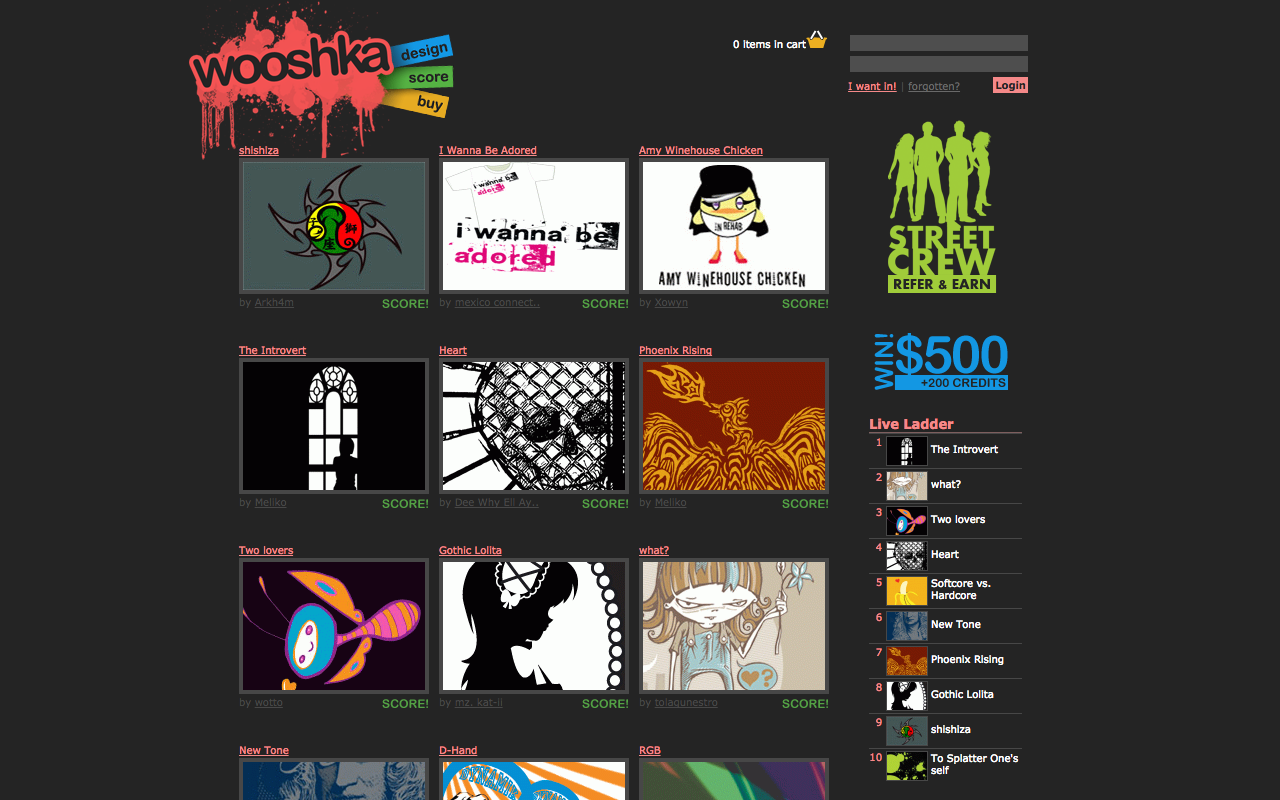 wooshka
design
score
buy
0 items in cart
I want in! | forgotten?
Login
shishiza
I Wanna Be Adored
Amy Winehouse Chicken
i wanna be
adored
i wanna be
adored
IN REHAB
AMY WINEHOUSE CHICKEN
by Arkh4m
SCORE!
by mexico connect..
SCORE!
by Xowyn
SCORE!
STREET
CREW
REFER & EARN
WIN!
$500
+200 CREDITS
The Introvert
Heart
Phoenix Rising
by Meliko
SCORE!
by Dee Why Eli Ay..
SCORE!
by Meliko
SCORE!
Two lovers
Gothic Lolita
what?
?
by wotto
SCORE!
by mz. kat-ii
SCORE!
by tolagunestro
SCORE!
New Tone
D-Hand
RGB
Live Ladder
1 The Introvert
2 what?
3 Two lovers
4 Heart
5 Softcore vs.
Hardcore
6 New Tone
7 Phoenix Rising
8 Gothic Lolita
9 shishiza
10 To Splatter One's
self